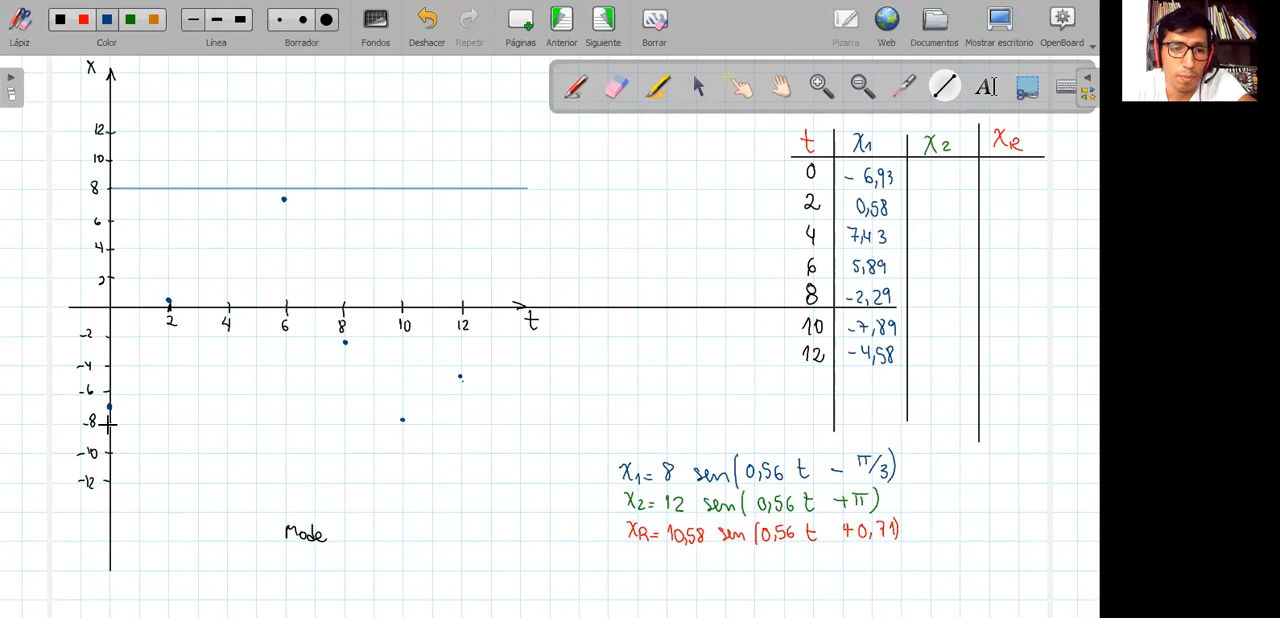 Lápiz Color Línea Borrador Fondos Deshacer Repetir Páginas Anterior Siguiente Borrar Pizarra Web Documentos Mostrar escritorio OpenBoard
X
12
10
8
6
4
2
2 4 6 8 10 12 t
-2
-4
-6
-8
-10
-12
t X1 X2 XR
0 -6,93
2 0,58
4 7,43
6 5,89
8 -2,29
10 -7,89
12 -4,58
X1= 8 sen(0,56 t - π/3)
X2= 12 sen(0,56 t +π)
XR= 10,58 sen(0,56 t +0,71)
Mode